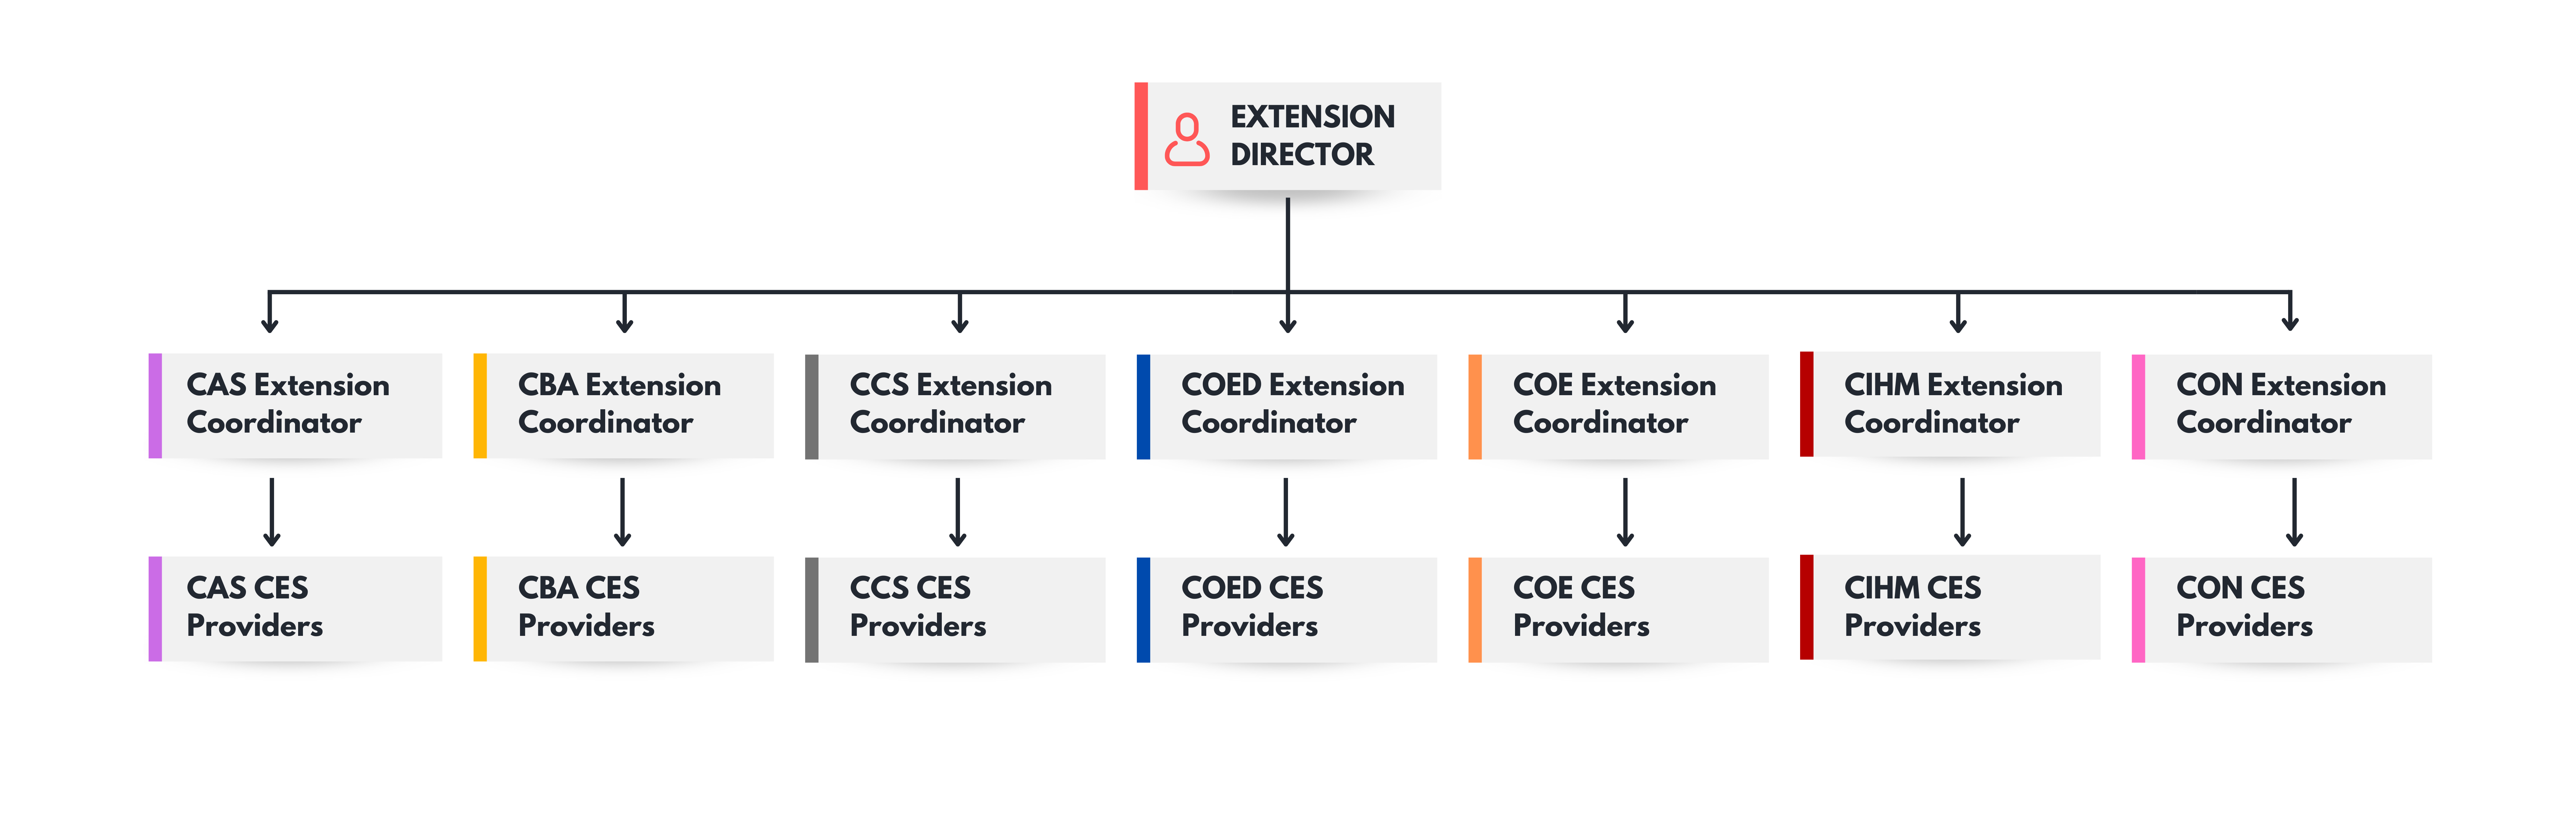 EXTENSION
DIRECTOR
CAS Extension
Coordinator
CBA Extension
Coordinator
CCS Extension
Coordinator
COED Extension
Coordinator
COE Extension
Coordinator
CIHM Extension
Coordinator
CON Extension
Coordinator
CAS CES
Providers
CBA CES
Providers
CCS CES
Providers
COED CES
Providers
COE CES
Providers
CIHM CES
Providers
CON CES
Providers